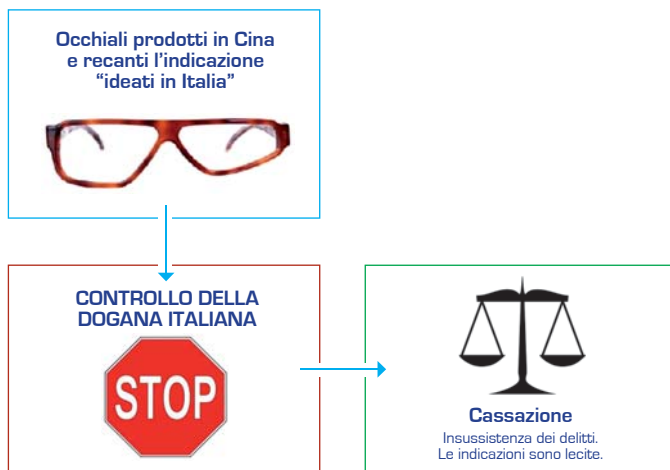 Occhiali prodotti in Cina
e recanti l’indicazione
“ideati in Italia”
CONTROLLO DELLA
DOGANA ITALIANA
STOP
Cassazione
Insussistenza dei delitti.
Le indicazioni sono lecite.